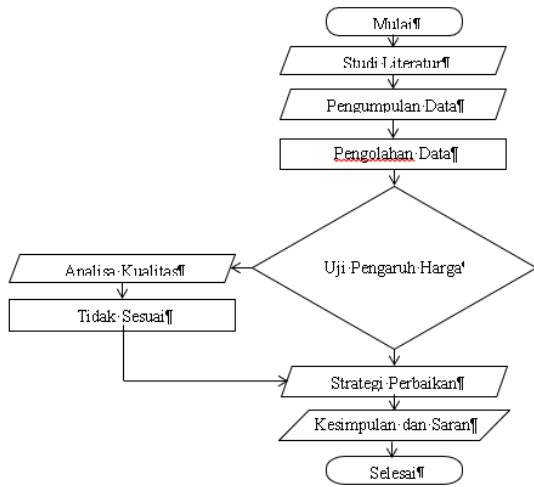 Mulai¶
Studi·Literatur¶
Pengumpulan·Data¶
Pengolahan·Data¶
Uji·Pengaruh·Harga¶
Analisa·Kualitas¶
Tidak·Sesuai¶
Strategi·Perbaikan¶
Kesimpulan·dan·Saran¶
Selesai¶